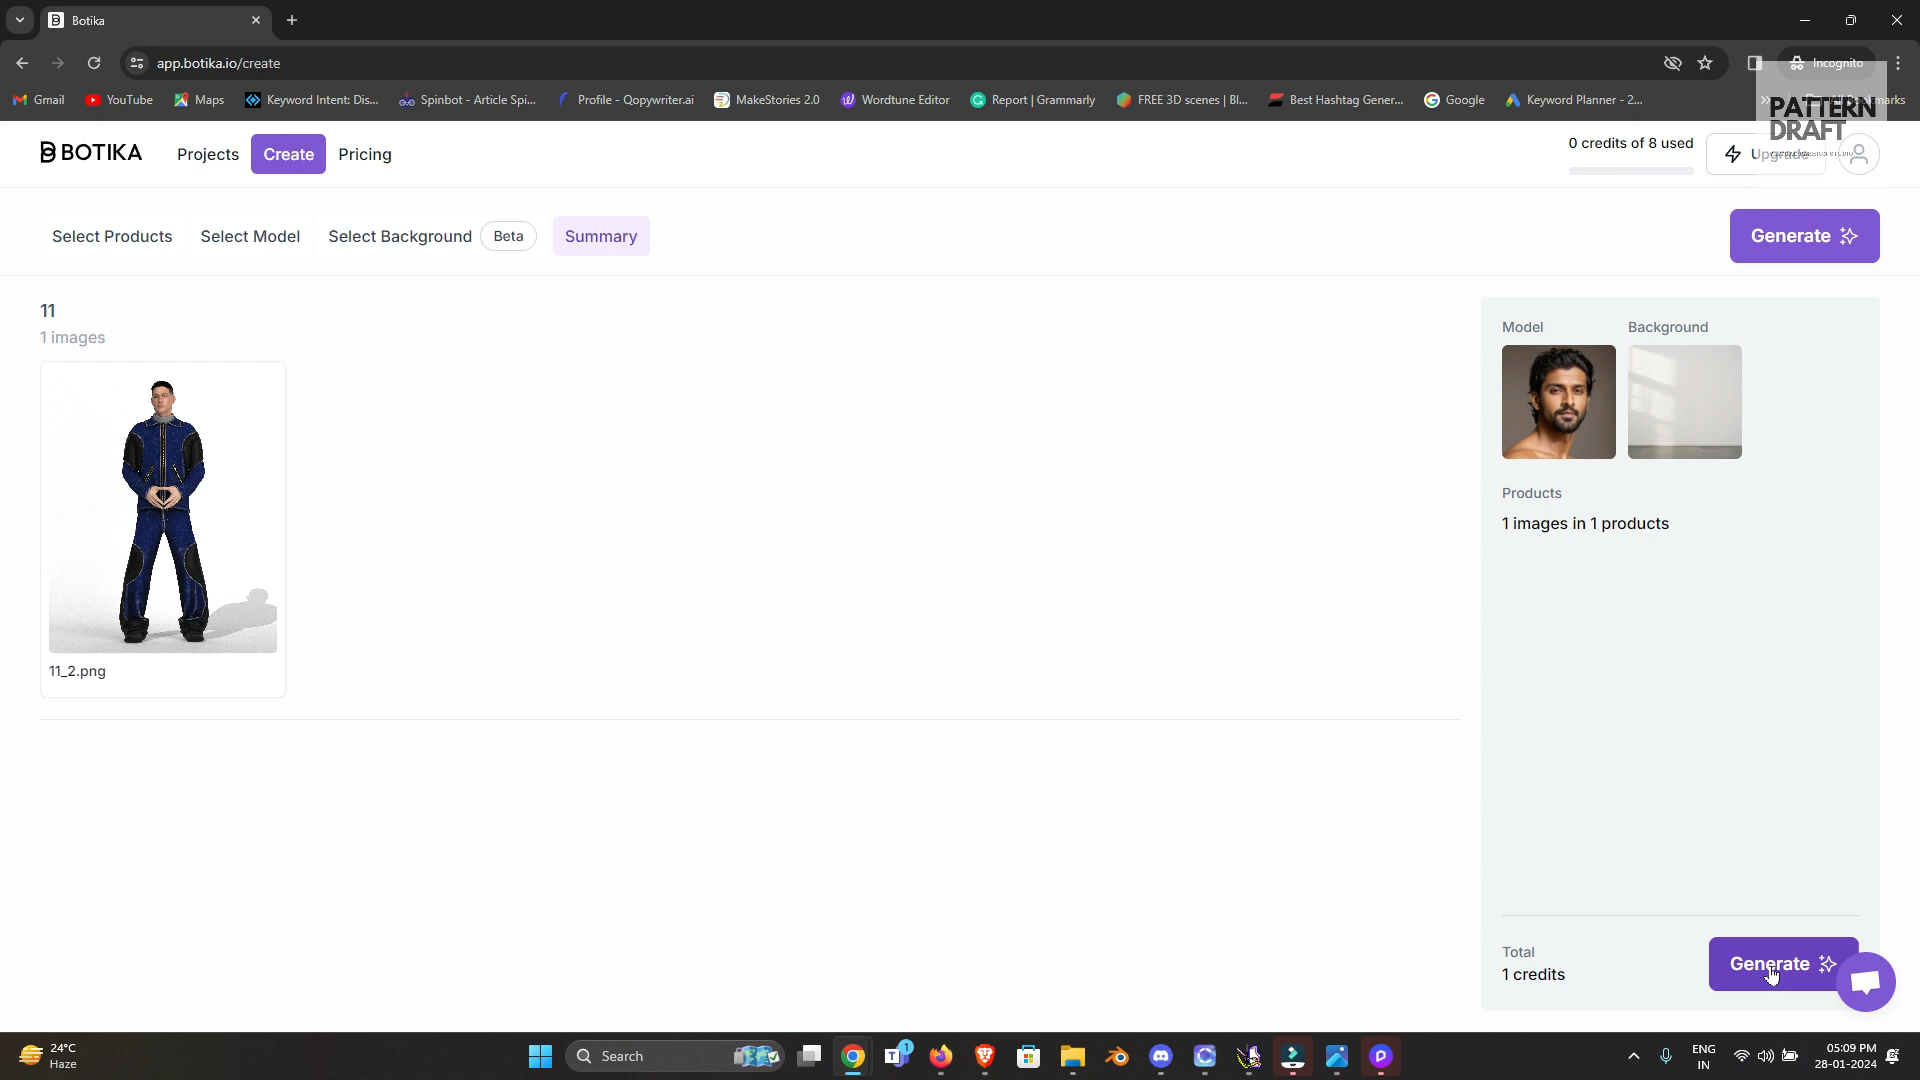 Botika
app.botika.io/create
Incognito
Gmail
YouTube
Maps
Keyword Intent: Dis...
Spinbot - Article Spi...
Profile - Qopywriter.ai
MakeStories 2.0
Wordtune Editor
Report | Grammarly
FREE 3D scenes | Bl...
Best Hashtag Gener...
Google
Keyword Planner - 2...
PATTERN
DRAFT
BOTIKA
Projects
Create
Pricing
0 credits of 8 used
Upgrade
Select Products
Select Model
Select Background
Beta
Summary
Generate
11
1 images
11_2.png
Model
Background
Products
1 images in 1 products
Total
1 credits
Generate
24°C
Haze
Search
1
ENG
IN
05:09 PM
28-01-2024